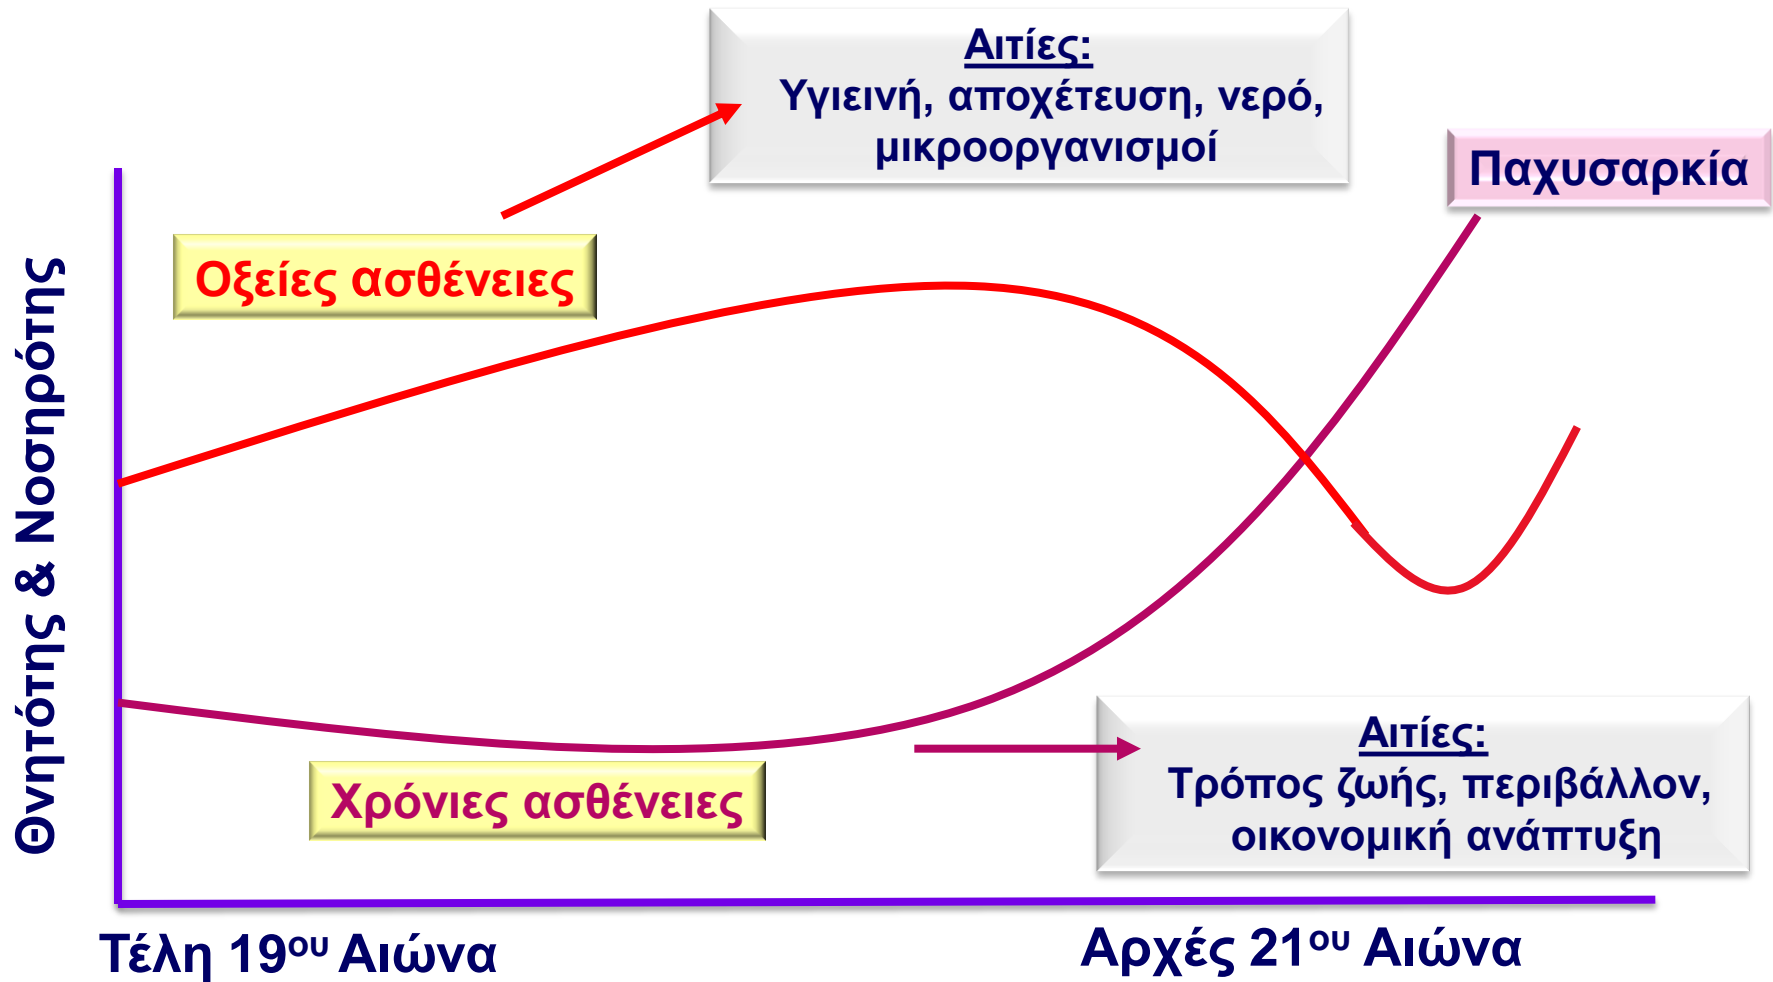 Αιτίες:
Υγιεινή, αποχέτευση, νερό,
μικροοργανισμοί
Παχυσαρκία
Οξείες ασθένειες
Θνητότης & Νοσηρότης
Αιτίες:
Τρόπος ζωής, περιβάλλον,
οικονομική ανάπτυξη
Χρόνιες ασθένειες
Τέλη 19ου Αιώνα
Αρχές 21ου Αιώνα